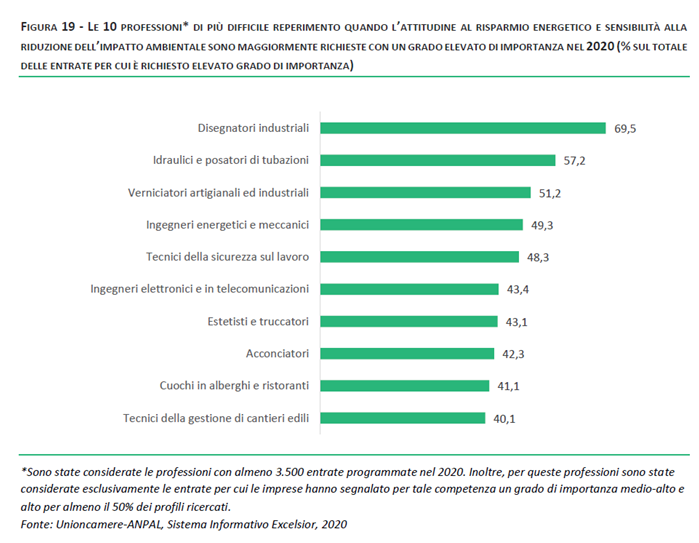 FIGURA 19 - LE 10 PROFESSIONI* DI PIÙ DIFFICILE REPERIMENTO QUANDO L'ATTITUDINE AL RISPARMIO ENERGETICO E SENSIBILITÀ ALLA
RIDUZIONE DELL'IMPATTO AMBIENTALE SONO MAGGIORMENTE RICHIESTE CON UN GRADO ELEVATO DI IMPORTANZA NEL 2020 (% SUL TOTALE
DELLE ENTRATE PER CUI È RICHIESTO ELEVATO GRADO DI IMPORTANZA)
Disegnatori industriali 69,5
Idraulici e posatori di tubazioni 57,2
Verniciatori artigianali ed industriali 51,2
Ingegneri energetici e meccanici 49,3
Tecnici della sicurezza sul lavoro 48,3
Ingegneri elettronici e in telecomunicazioni 43,4
Estetisti e truccatori 43,1
Acconciatori 42,3
Cuochi in alberghi e ristoranti 41,1
Tecnici della gestione di cantieri edili 40,1
*Sono state considerate le professioni con almeno 3.500 entrate programmate nel 2020. Inoltre, per queste professioni sono state
considerate esclusivamente le entrate per cui le imprese hanno segnalato per tale competenza un grado di importanza medio-alto e
alto per almeno il 50% dei profili ricercati.
Fonte: Unioncamere-ANPAL, Sistema Informativo Excelsior, 2020